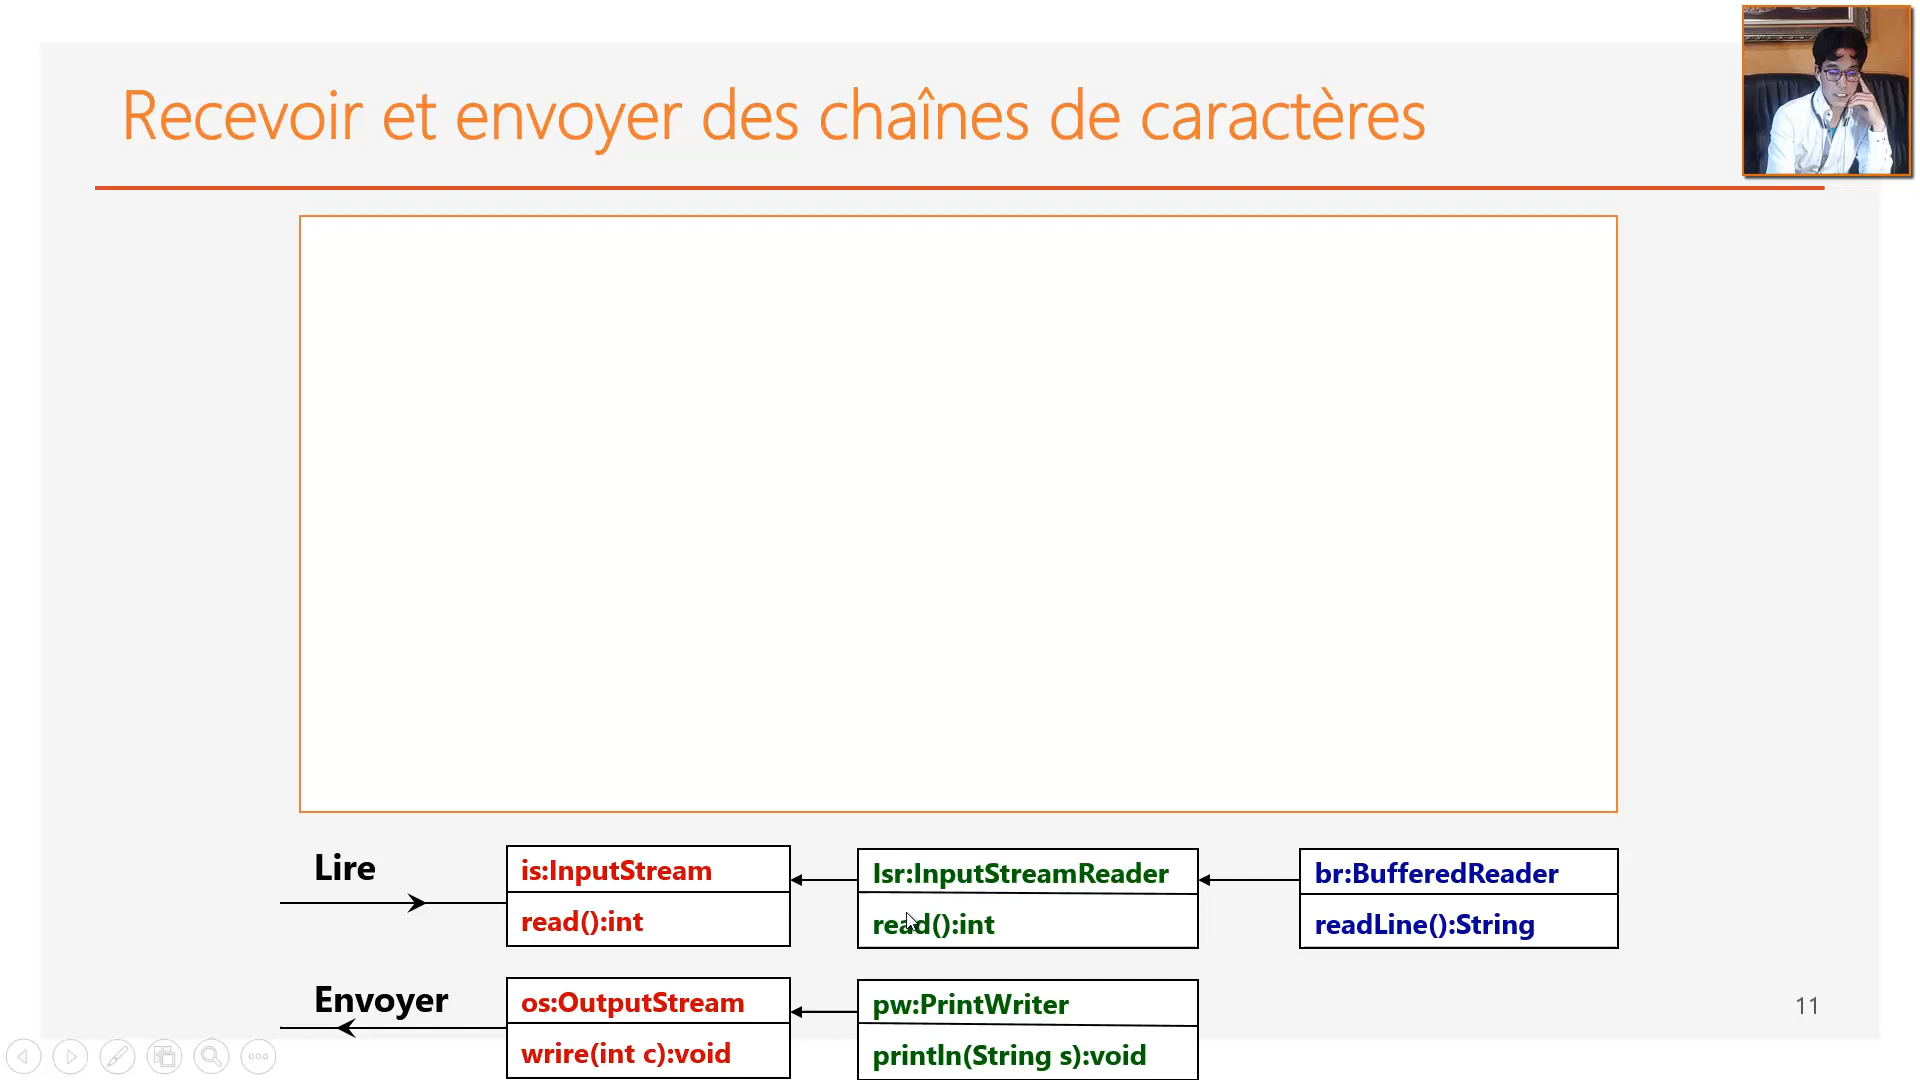 Recevoir et envoyer des chaînes de caractères
Lire
is:InputStream
read():int
Isr:InputStreamReader
read():int
br:BufferedReader
readLine():String
Envoyer
os:OutputStream
wrire(int c):void
pw:PrintWriter
println(String s):void
11